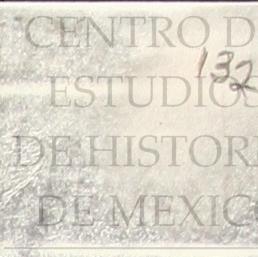 CENTRO D
132
ESTUDIOS
DE HISTORI
DE MEXIC